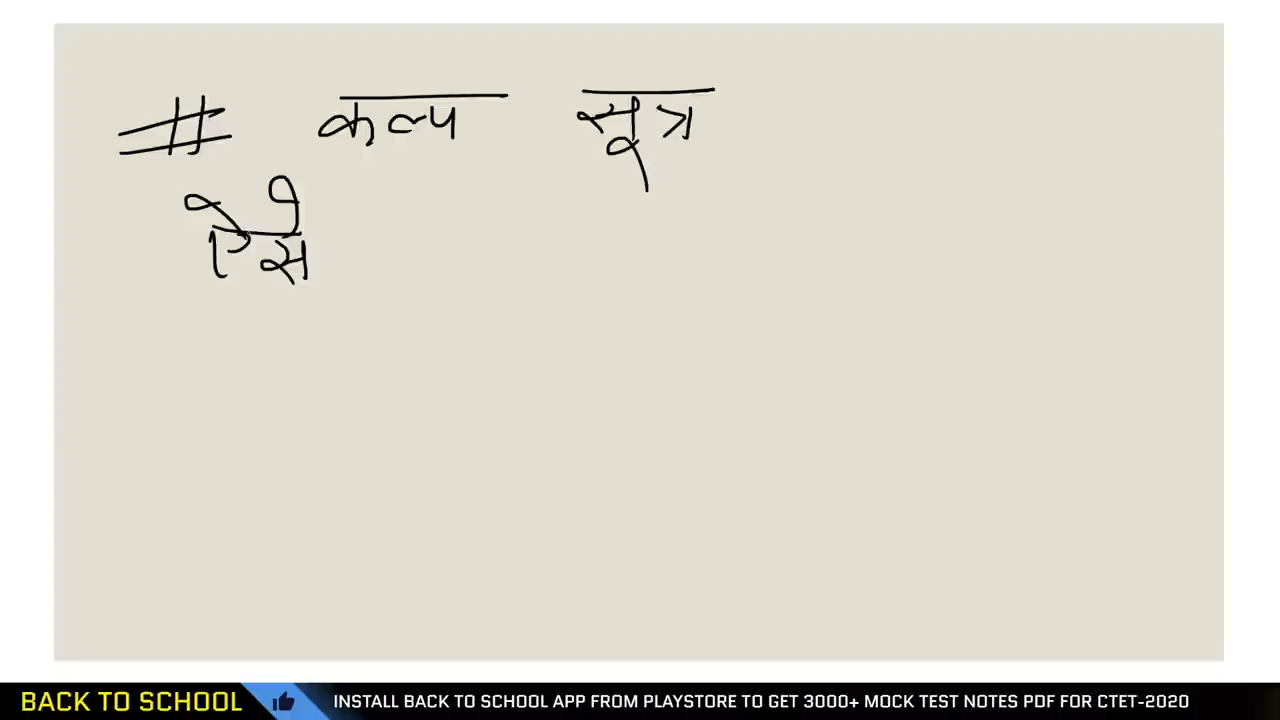 # कल्प सूत्र
ऐसे
BACK TO SCHOOL INSTALL BACK TO SCHOOL APP FROM PLAYSTORE TO GET 3000+ MOCK TEST NOTES PDF FOR CTET-2020